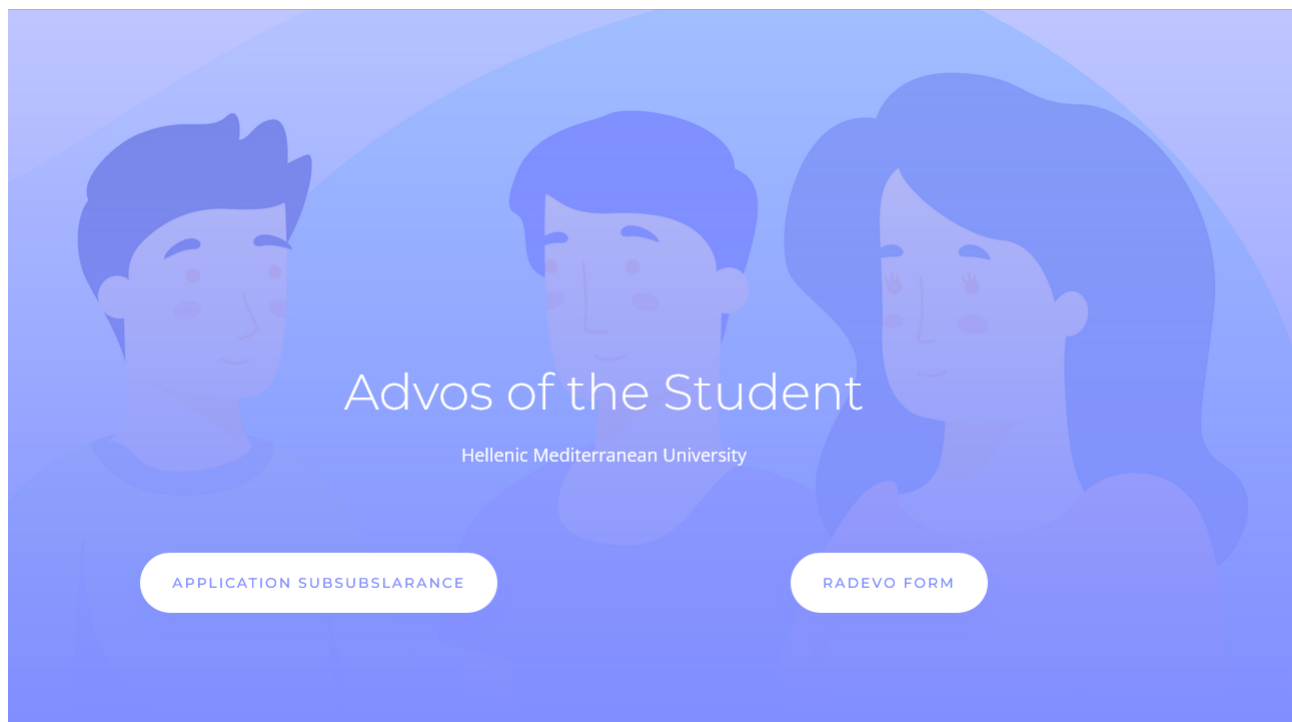 Advos of the Student
Hellenic Mediterranean University
APPLICATION SUBSUBSLARANCE
RADEVO FORM